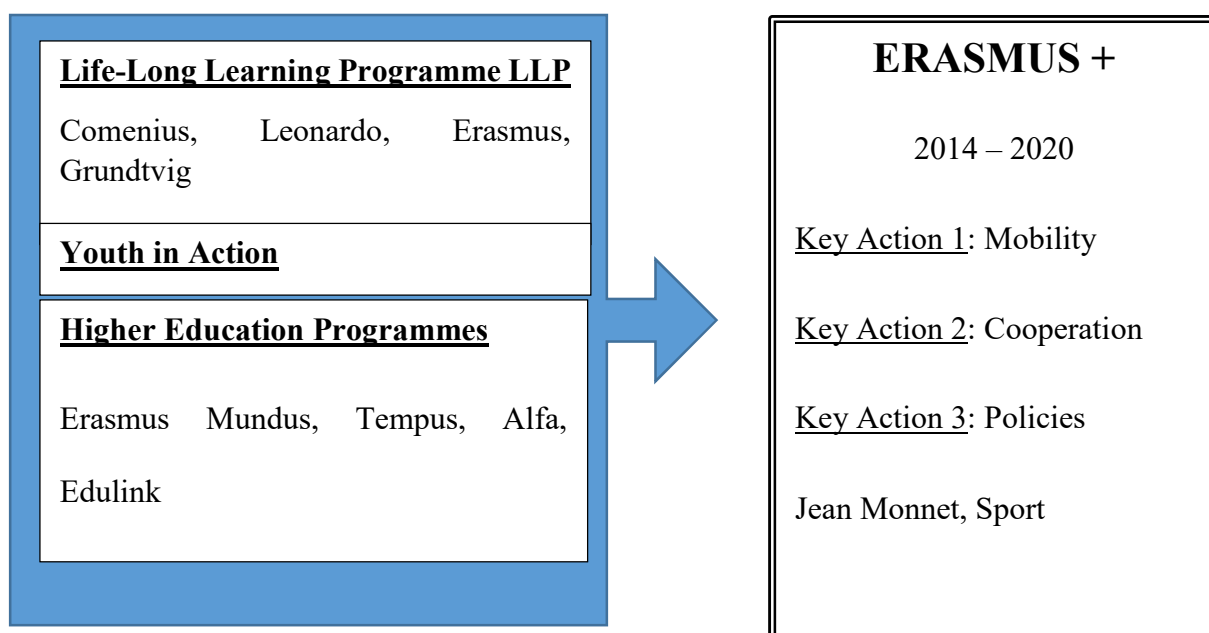 Life-Long Learning Programme LLP
Comenius, Leonardo, Erasmus,
Grundtvig
Youth in Action
Higher Education Programmes
Erasmus Mundus, Tempus, Alfa,
Edulink
ERASMUS +
2014 – 2020
Key Action 1: Mobility
Key Action 2: Cooperation
Key Action 3: Policies
Jean Monnet, Sport